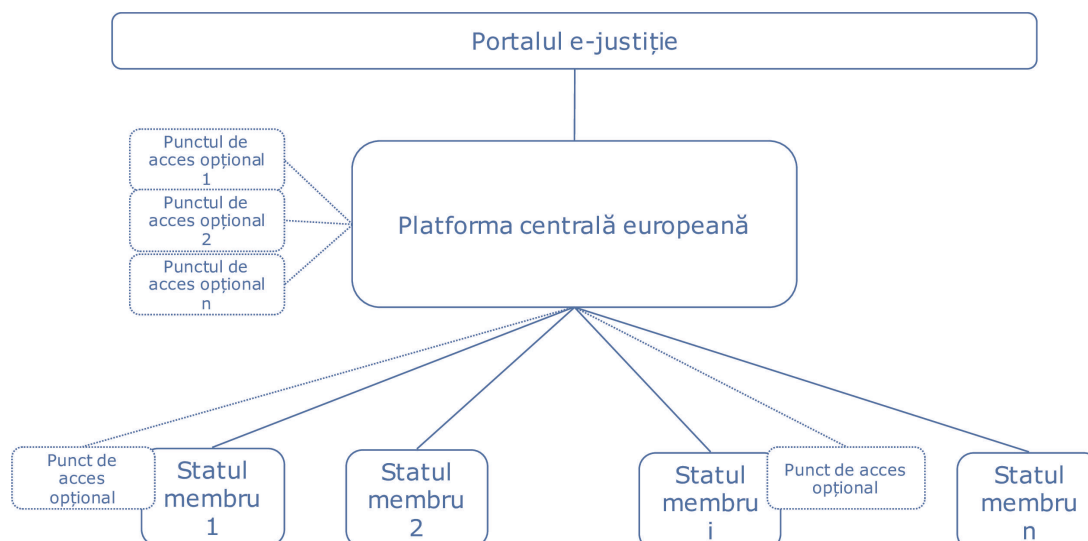 Portalul e-justiție
Punctul de
acces opțional
1
Punctul de
acces opțional
2
Punctul de
acces opțional
n
Platforma centrală europeană
Punct de
acces
opțional
Statul
membru
1
Statul
membru
2
Statul
membru
i
Punct de acces
opțional
Statul
membru
n